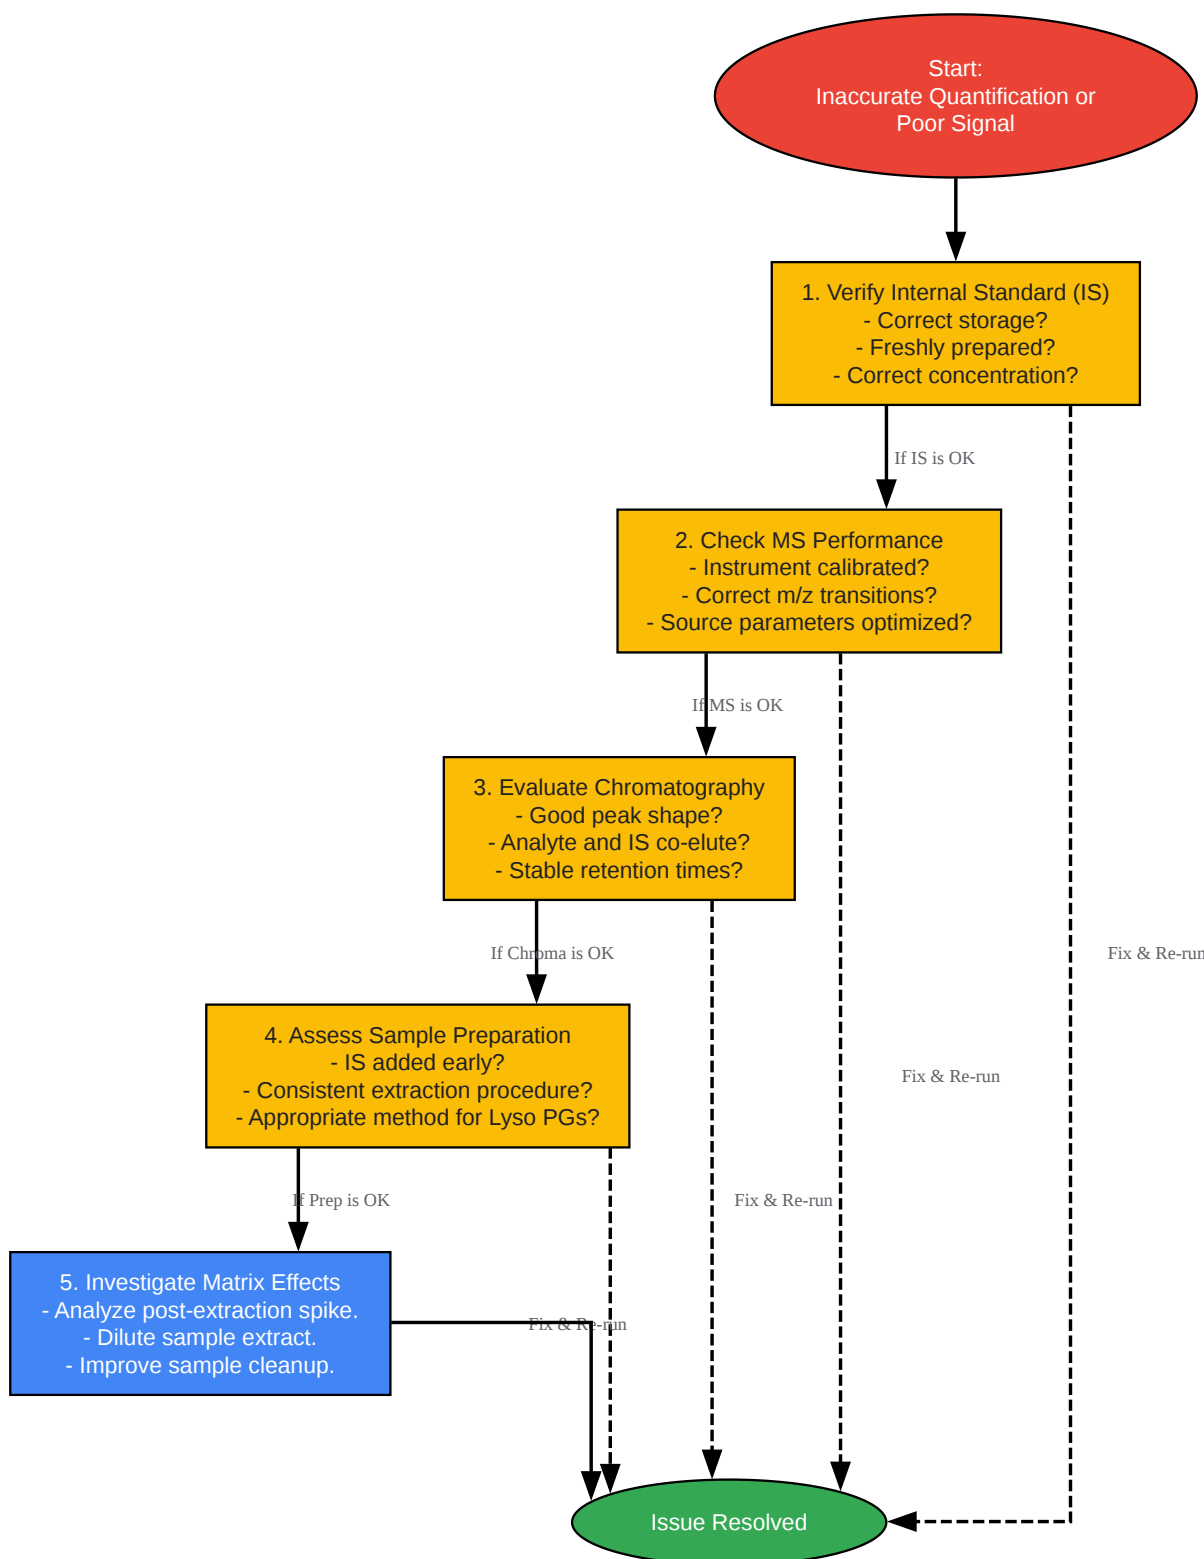 Start:
Inaccurate Quantification or
Poor Signal
1. Verify Internal Standard (IS)
- Correct storage?
- Freshly prepared?
- Correct concentration?
If IS is OK
2. Check MS Performance
- Instrument calibrated?
- Correct m/z transitions?
- Source parameters optimized?
If MS is OK
3. Evaluate Chromatography
- Good peak shape?
- Analyte and IS co-elute?
- Stable retention times?
If Chroma is OK
Fix & Re-run
4. Assess Sample Preparation
- IS added early?
- Consistent extraction procedure?
- Appropriate method for Lyso PGs?
Fix & Re-run
If Prep is OK
Fix & Re-run
5. Investigate Matrix Effects
- Analyze post-extraction spike.
- Dilute sample extract.
- Improve sample cleanup.
Fix & Re-run
Issue Resolved